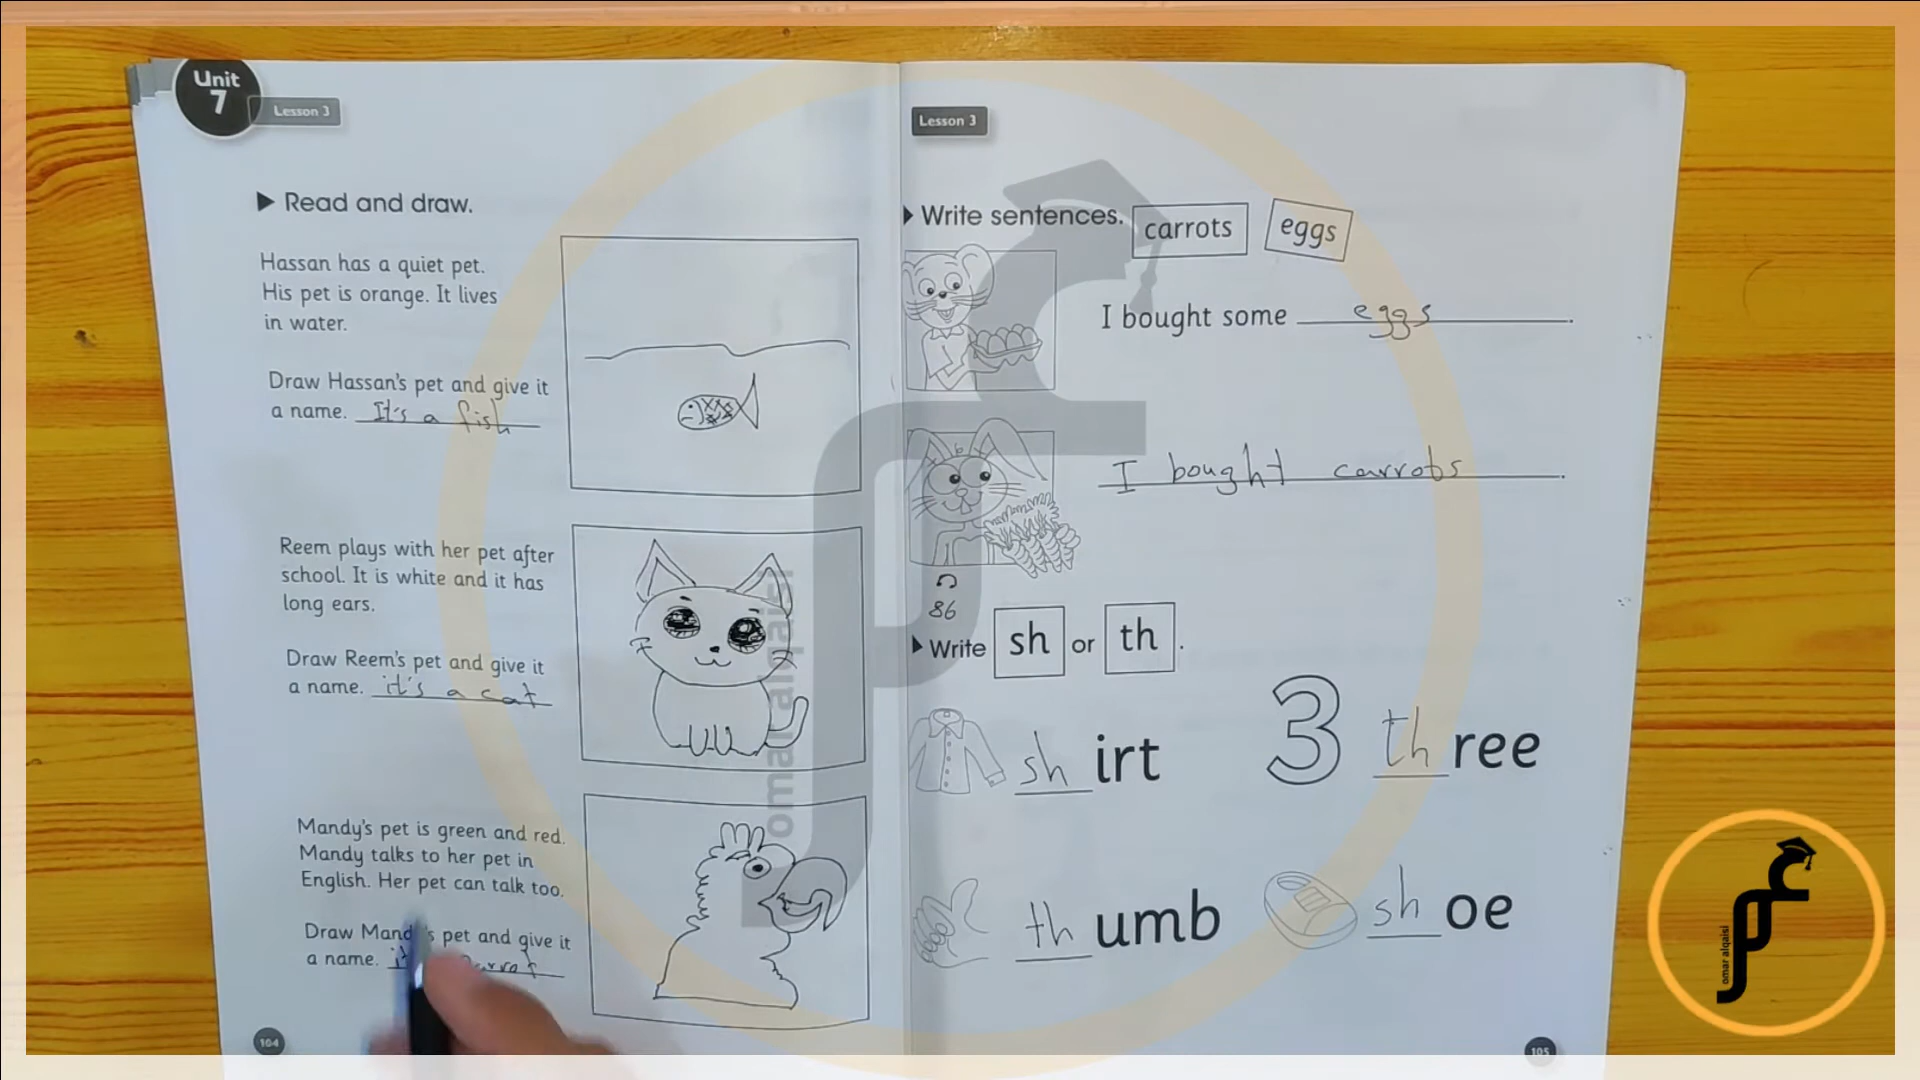 Unit
7
Lesson 3
Read and draw.
Hassan has a quiet pet.
His pet is orange. It lives
in water.
Draw Hassan's pet and give it
a name. It's a fish
Reem plays with her pet after
school. It is white and it has
long ears.
Draw Reem's pet and give it
a name. it's a cat
Mandy's pet is green and red.
Mandy talks to her pet in
English. Her pet can talk too.
Draw Mandy's pet and give it
a name.
104
Lesson 3
Write sentences. carrots eggs
I bought some eggs.
I bought carrots.
86
Write sh or th.
sh irt
3 th ree
th umb
sh oe
105
omar alqaisi
omar alqaisi